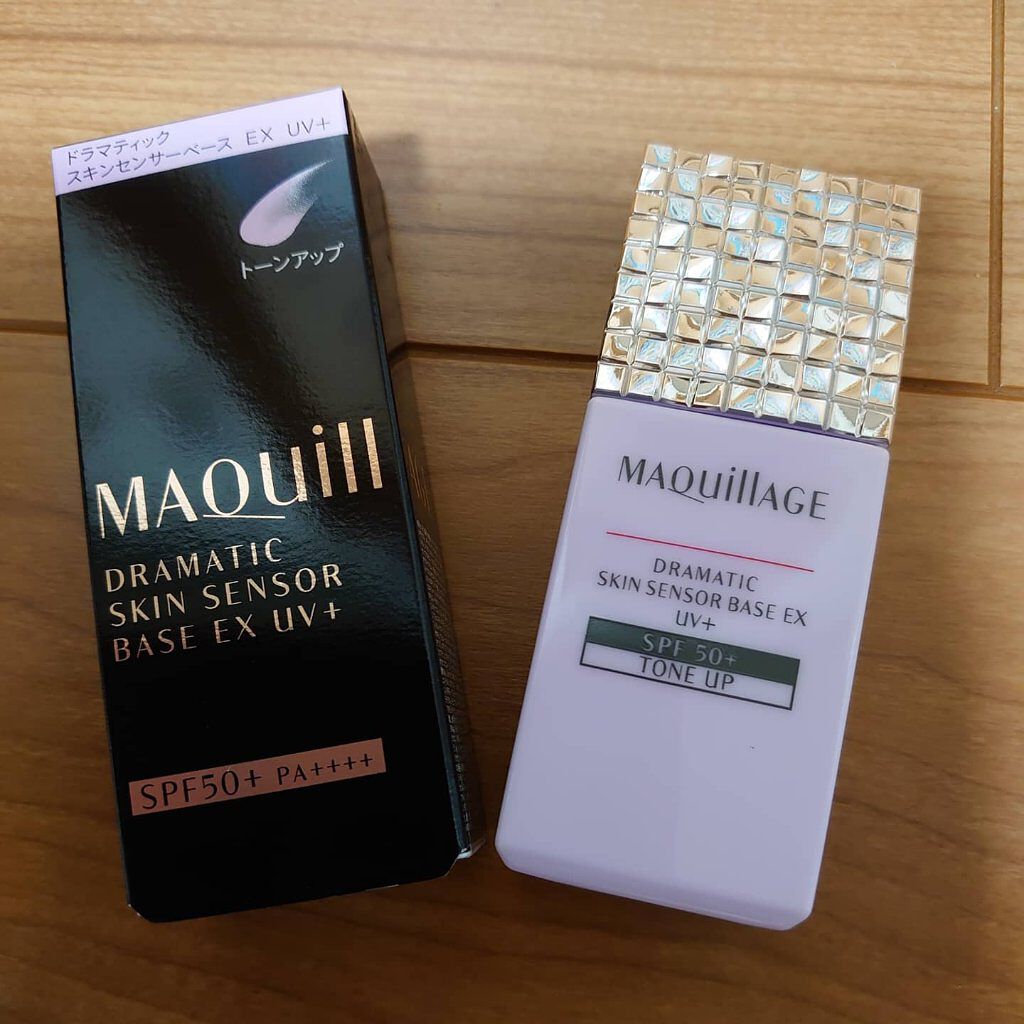 ドラマティック
スキンセンサーベース EX UV+
トーンアップ
MAQuill
DRAMATIC
SKIN SENSOR
BASE EX UV+
SPF50+ PA++++
MAQuillAGE
DRAMATIC
SKIN SENSOR BASE EX
UV+
SPF 50+
TONE UP